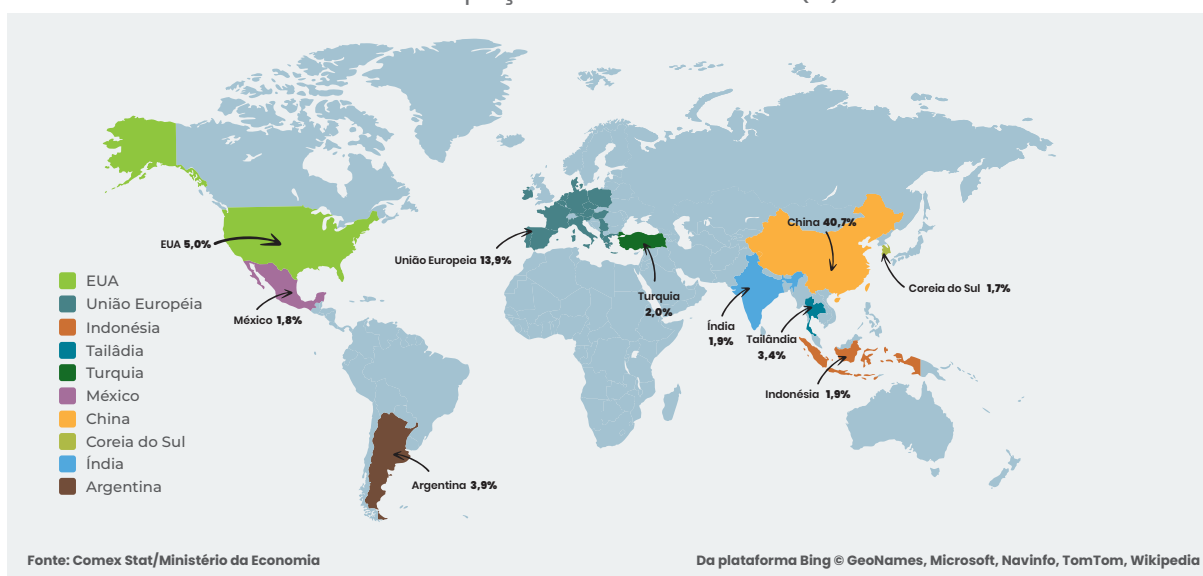 China 40,7%
EUA 5,0%
União Europeia 13,9%
EUA
Coreia do Sul 1,7%
União Européia
Turquia
2,0%
México 1,8%
Índia
1,9%
Indonésia
Tailândia
3,4%
Tailâdia
Turquia
México
Indonésia 1,9%
China
Coreia do Sul
Índia
Argentina
Argentina 3,9%
Fonte: Comex Stat/Ministério da Economia
Da plataforma Bing © GeoNames, Microsoft, Navinfo, TomTom, Wikipedia